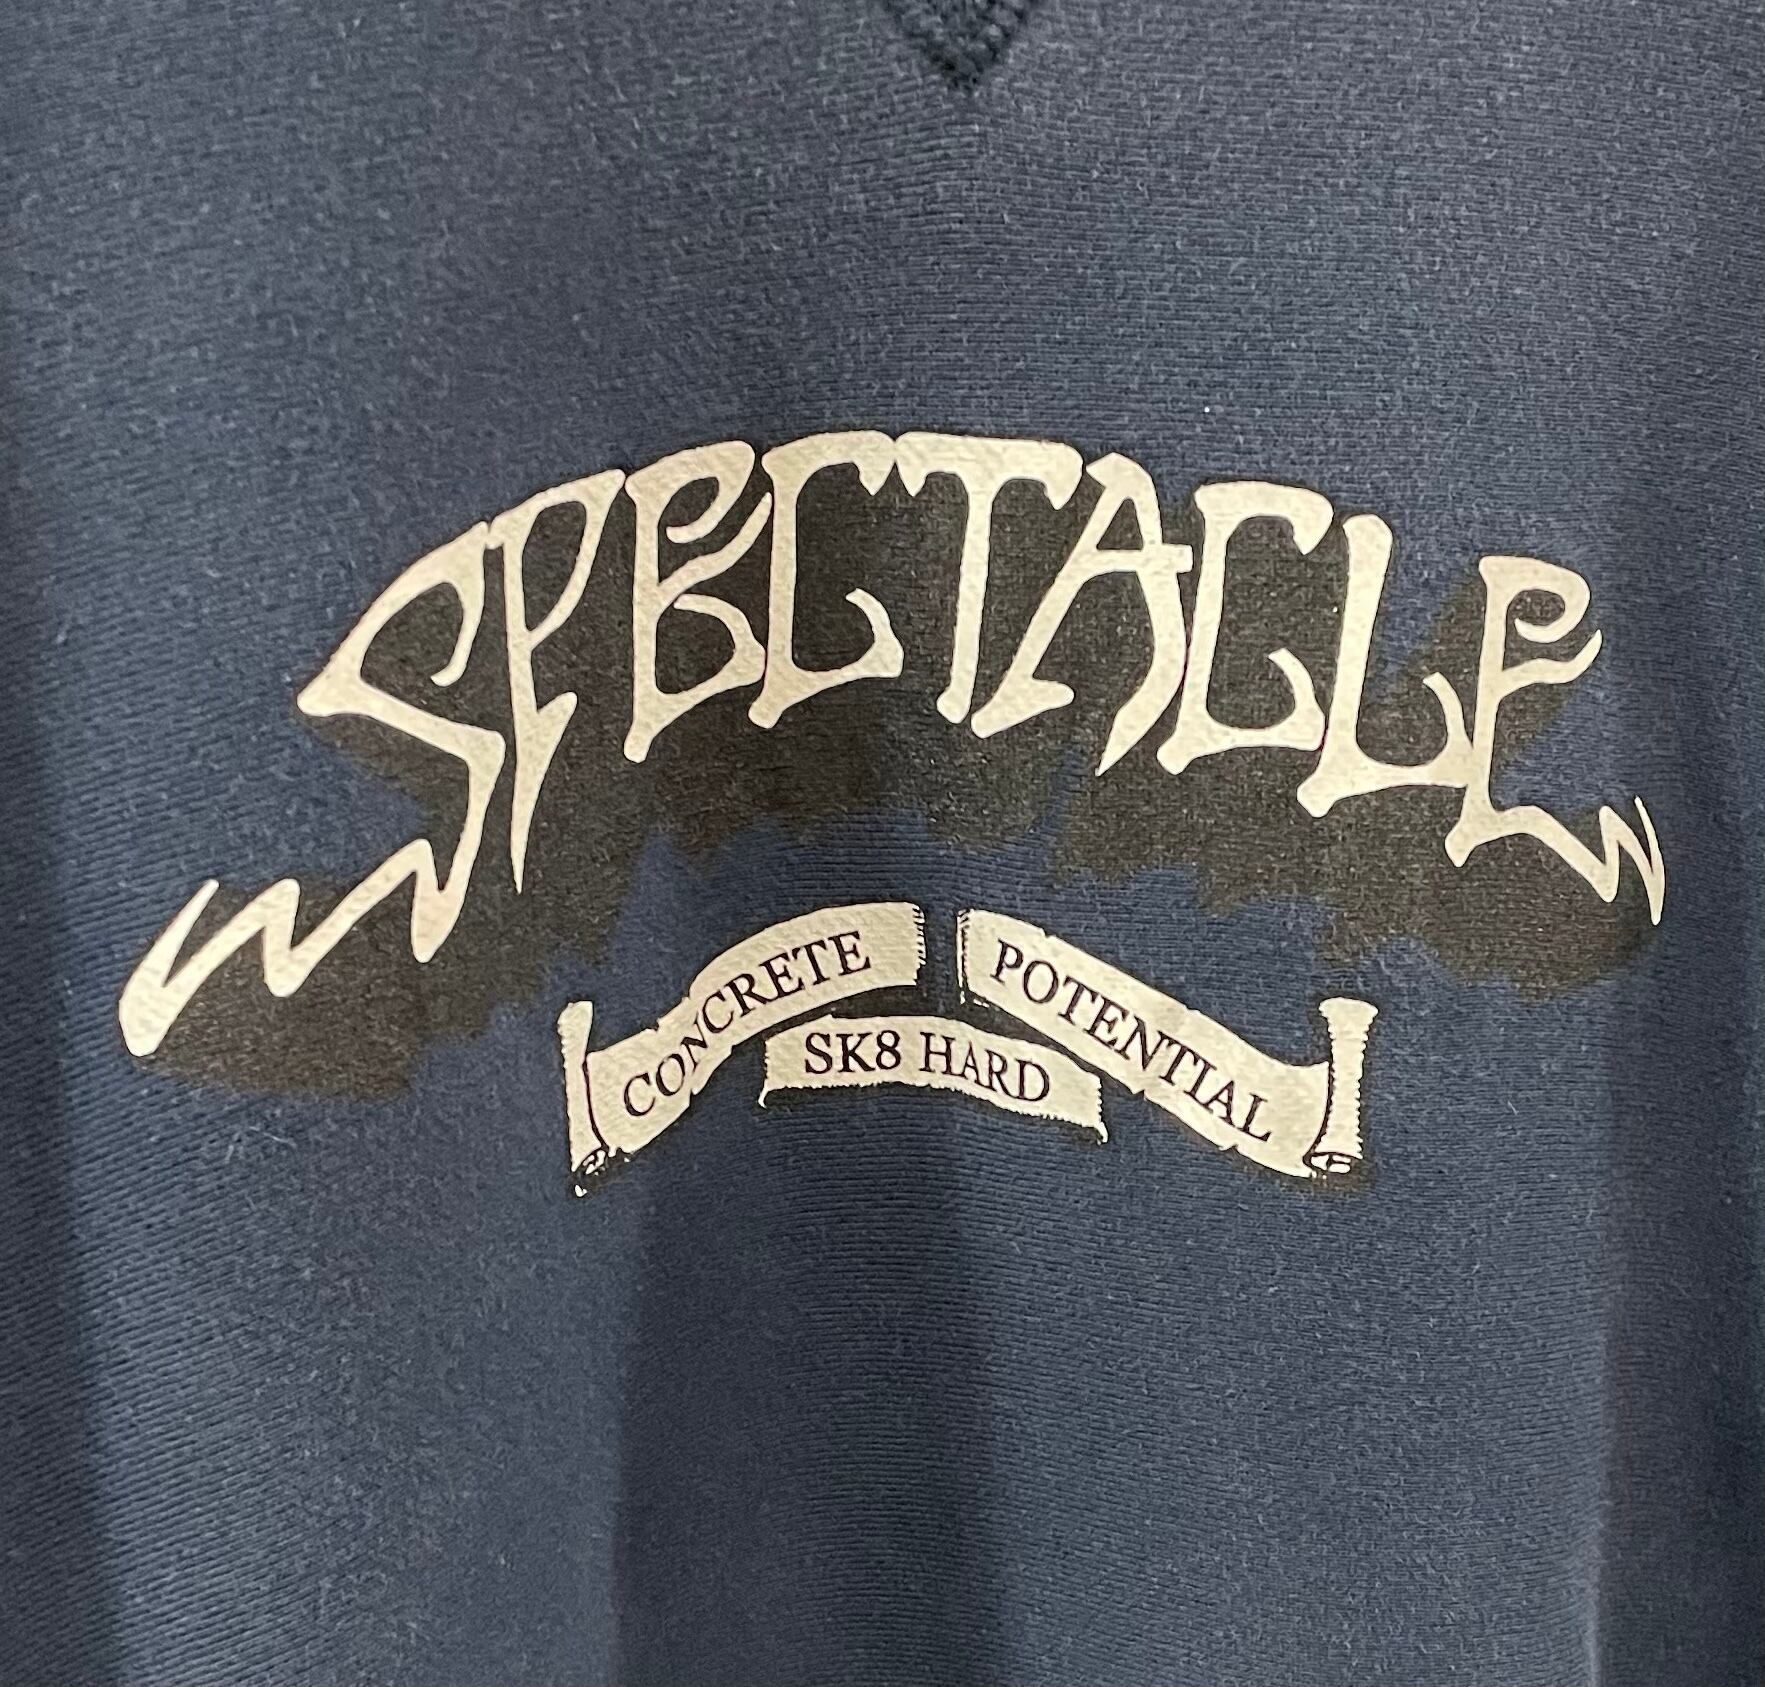 SPECTACLE
CONCRETE POTENTIAL
SK8 HARD